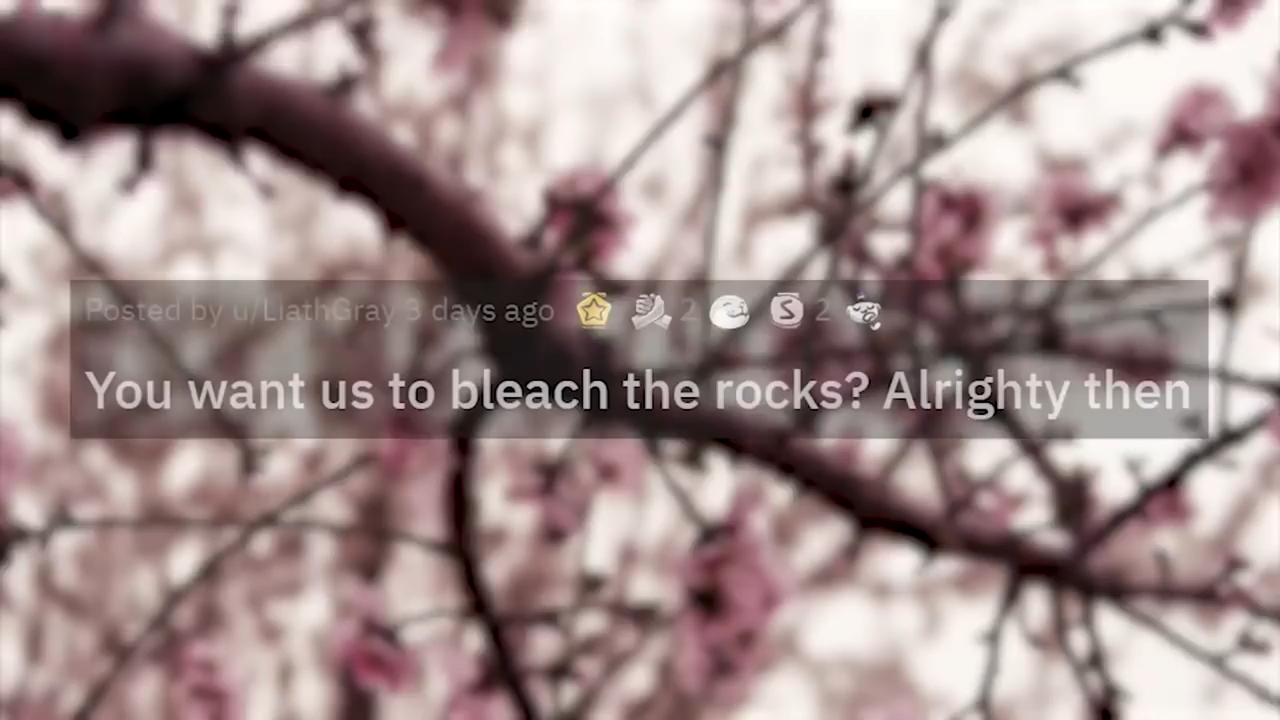 Posted by u/LiathGray 3 days ago 2 2
You want us to bleach the rocks? Alrighty then